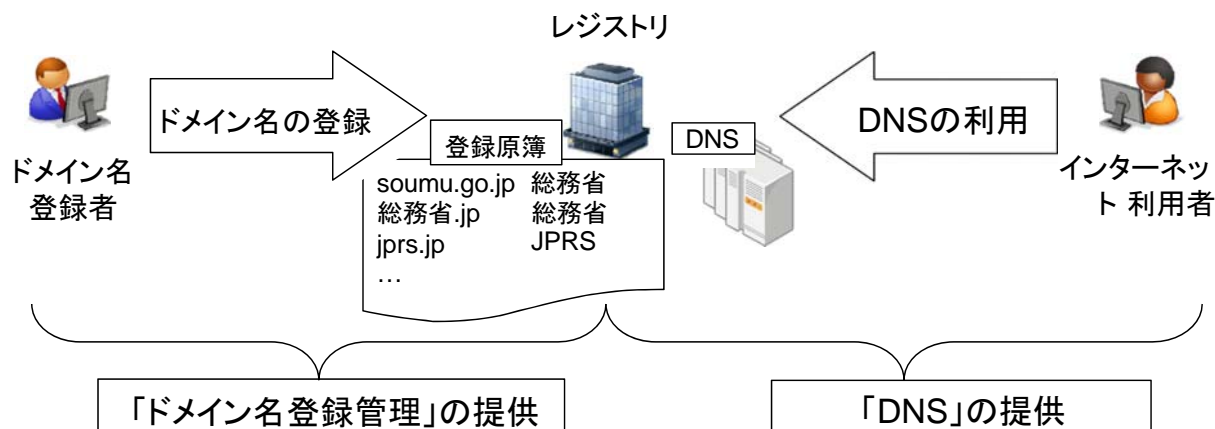 レジストリ
ドメイン名の登録
DNSの利用
登録原簿
DNS
ドメイン名
登録者
インターネッ
ト 利用者
soumu.go.jp 総務省
総務省.jp 総務省
jprs.jp JPRS
…
「ドメイン名登録管理」の提供
「DNS」の提供